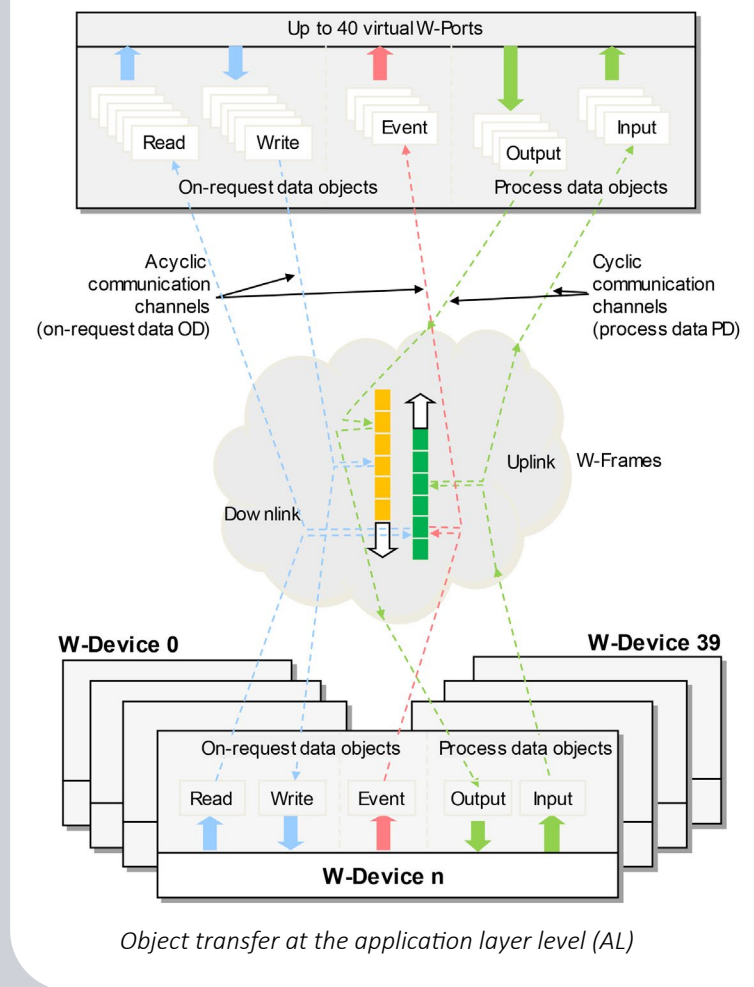 Up to 40 virtual W-Ports
Read
Write
Event
Output
Input
On-request data objects
Process data objects
Acyclic
communication
channels
(on-request data OD)
Cyclic
communication
channels
(process data PD)
Uplink
W-Frames
Downlink
W-Device 0
W-Device 39
On-request data objects
Process data objects
Read
Write
Event
Output
Input
W-Device n
Object transfer at the application layer level (AL)